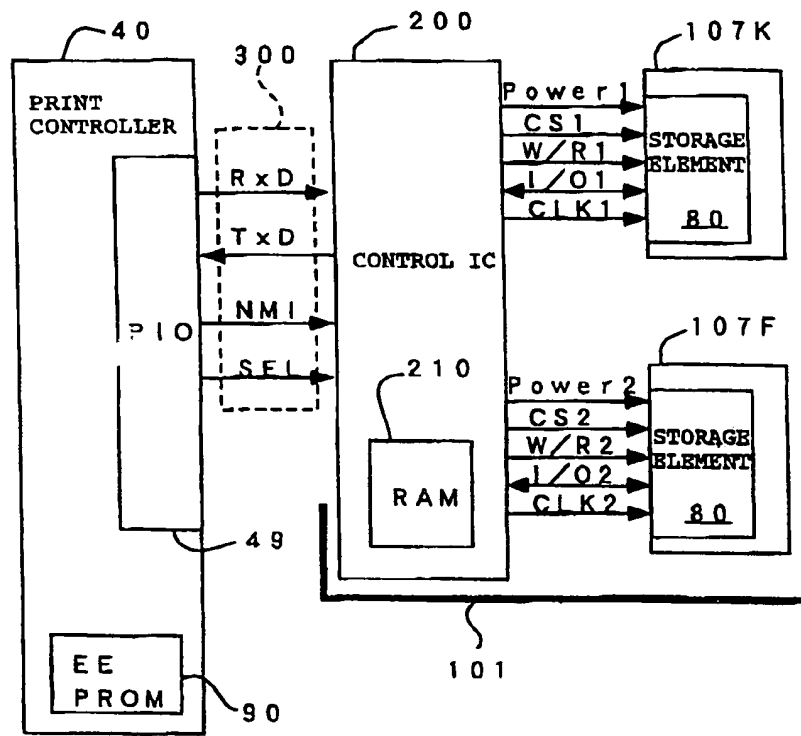 40
200
107K
300
PRINT
CONTROLLER
RxD
TxD
NMI
SEL
PIO
49
EE
PROM
90
CONTROL IC
210
RAM
Power1
CS1
W/R1
I/O1
CLK1
STORAGE
ELEMENT
80
107F
Power2
CS2
W/R2
I/O2
CLK2
STORAGE
ELEMENT
80
101